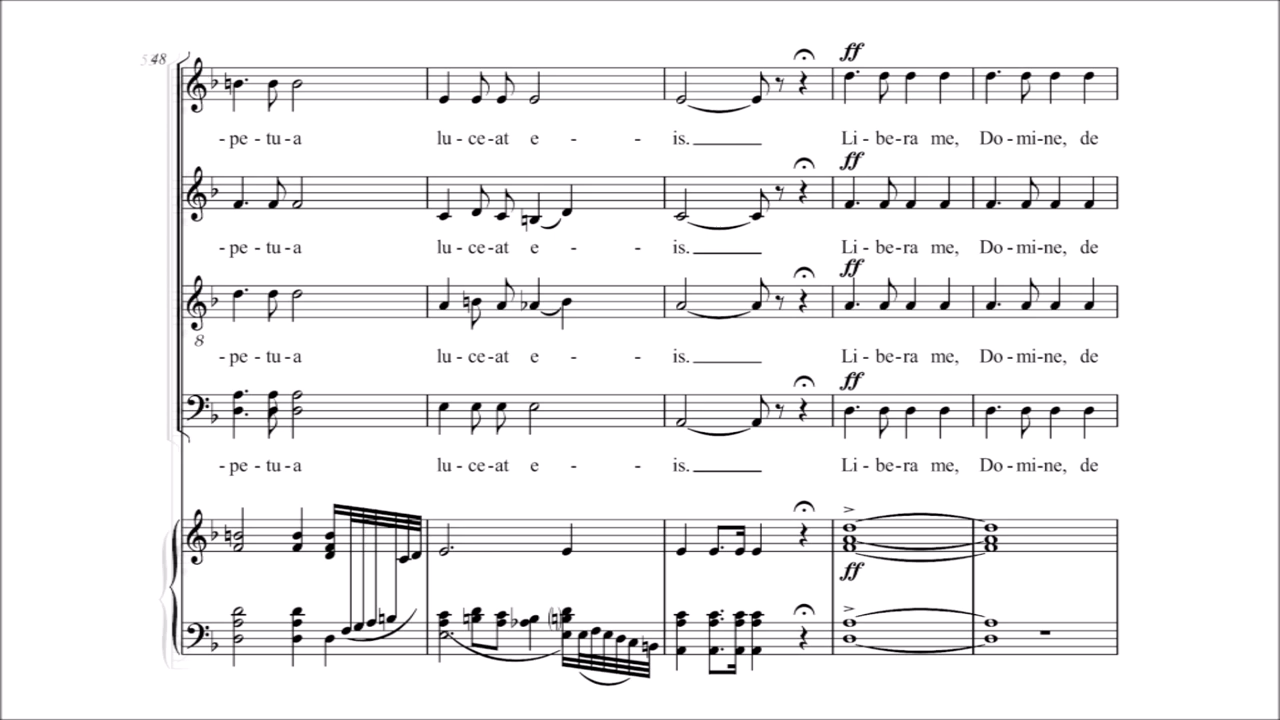 48
ff
-pe-tu-a lu-ce-at e - - is. Li-be-ra me, Do-mi-ne, de
ff
-pe-tu-a lu-ce-at e - - is. Li-be-ra me, Do-mi-ne, de
ff
8
-pe-tu-a lu-ce-at e - - is. Li-be-ra me, Do-mi-ne, de
ff
-pe-tu-a lu-ce-at e - - is. Li-be-ra me, Do-mi-ne, de
ff